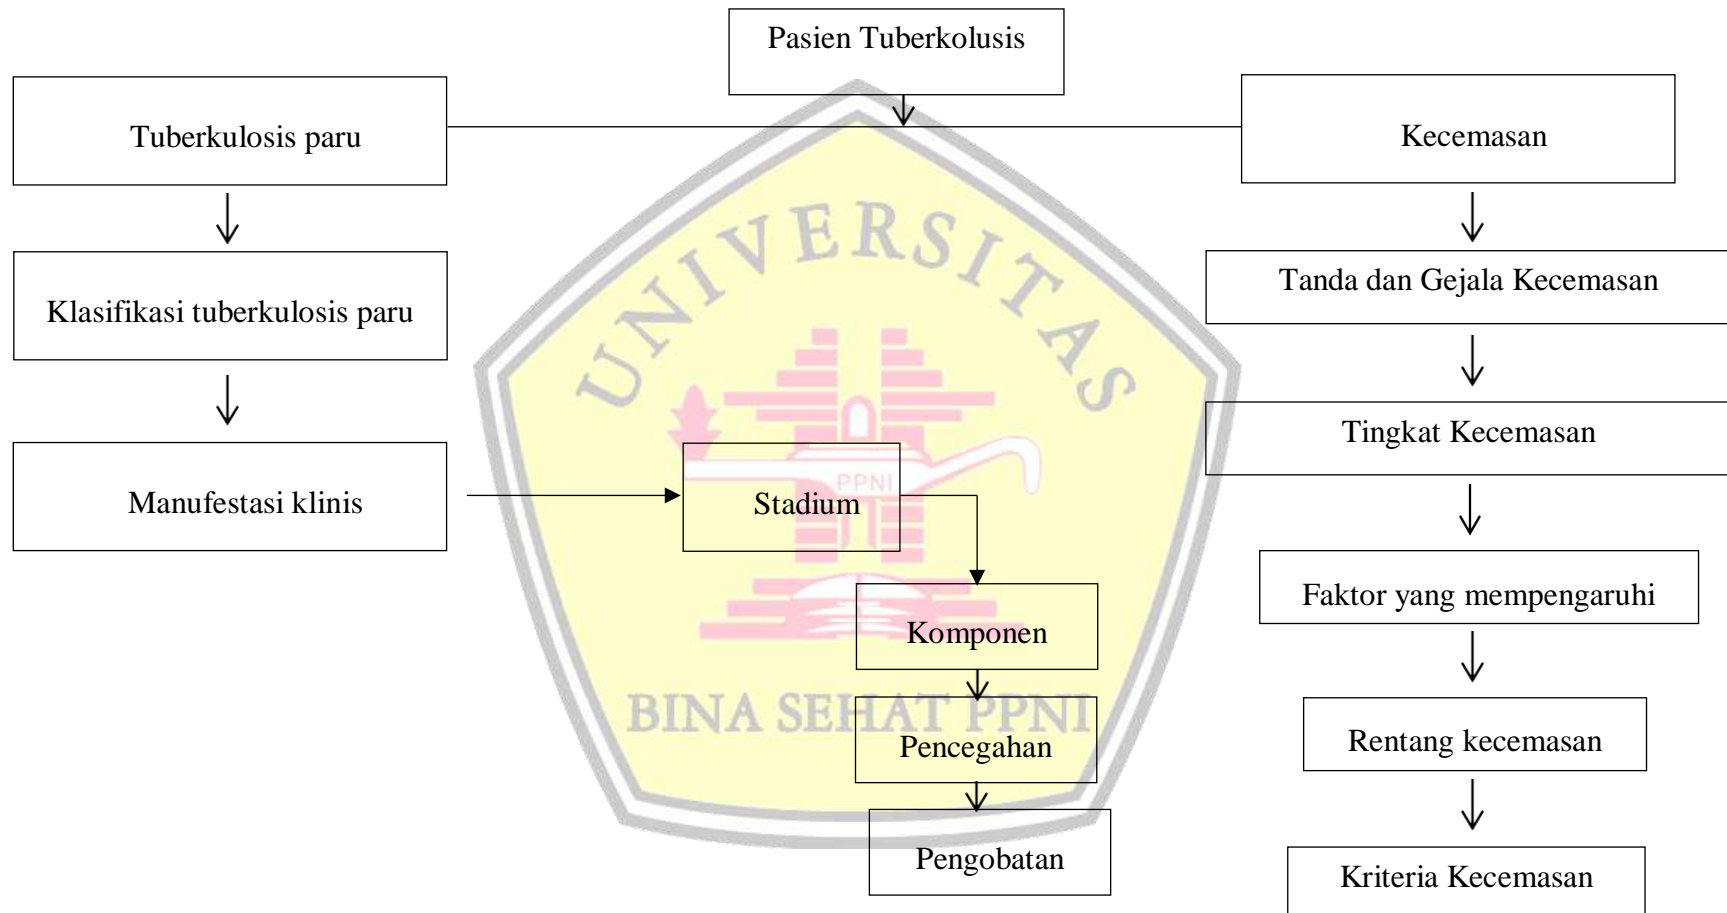 Pasien Tuberkolusis
Tuberkulosis paru
Kecemasan
Klasifikasi tuberkulosis paru
Tanda dan Gejala Kecemasan
Tingkat Kecemasan
Manufestasi klinis
Stadium
Faktor yang mempengaruhi
Komponen
Pencegahan
Rentang kecemasan
Pengobatan
Kriteria Kecemasan
UNIVERSITAS
PPNI
BINA SEHAT PPNI